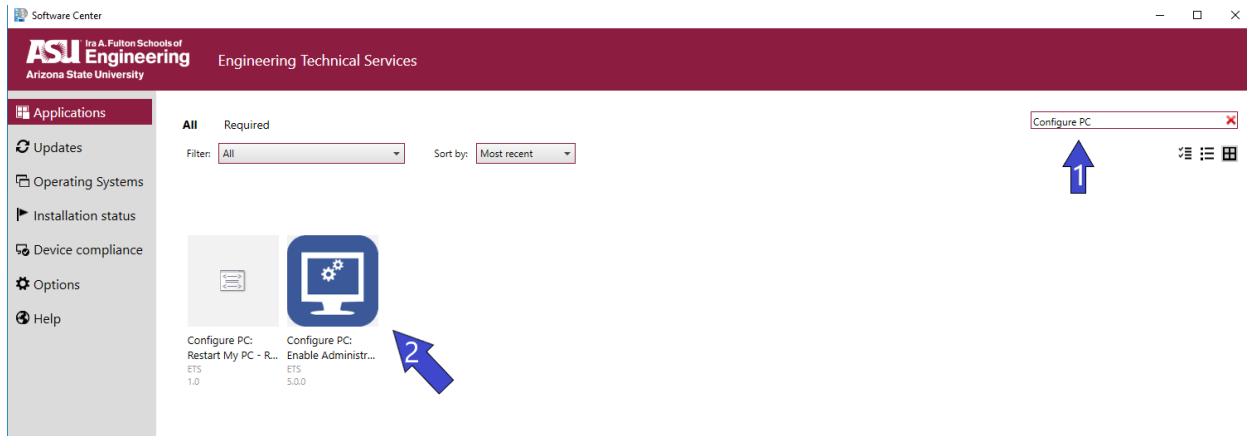 Software Center
ASU Ira A. Fulton Schools of
Engineering
Arizona State University
Engineering Technical Services
Applications
Updates
Operating Systems
Installation status
Device compliance
Options
Help
All Required
Configure PC
Filter: All Sort by: Most recent
1
2
Configure PC:
Restart My PC - R...
ETS
1.0
Configure PC:
Enable Administr...
ETS
5.0.0